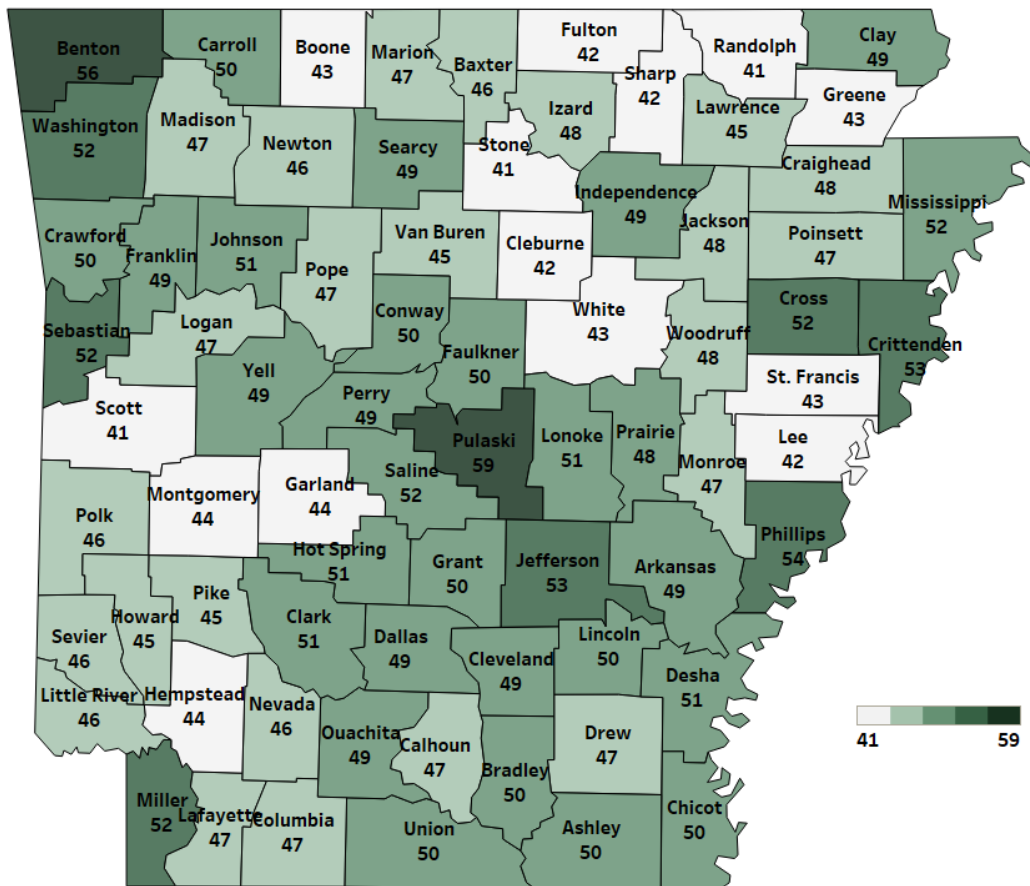 Benton
56
Carroll
50
Boone
43
Marion
47
Baxter
46
Fulton
42
Sharp
42
Randolph
41
Clay
49
Greene
43
Lawrence
45
Izard
48
Washington
52
Madison
47
Newton
46
Searcy
49
Stone
41
Independence
49
Jackson
48
Craighead
48
Mississippi
52
Poinsett
47
Crawford
50
Franklin
49
Johnson
51
Pope
47
Van Buren
45
Cleburne
42
White
43
Woodruff
48
Cross
52
Crittenden
53
Sebastian
52
Logan
47
Conway
50
Faulkner
50
Yell
49
Perry
49
St. Francis
43
Scott
41
Pulaski
59
Lonoke
51
Prairie
48
Monroe
47
Lee
42
Saline
52
Garland
44
Montgomery
44
Polk
46
Hot Spring
51
Grant
50
Jefferson
53
Arkansas
49
Phillips
54
Pike
45
Howard
45
Sevier
46
Clark
51
Dallas
49
Cleveland
49
Lincoln
50
Desha
51
Little River
46
Hempstead
44
Nevada
46
Ouachita
49
Calhoun
47
Bradley
50
Drew
47
Miller
52
Lafayette
47
Columbia
47
Union
50
Ashley
50
Chicot
50
41
59